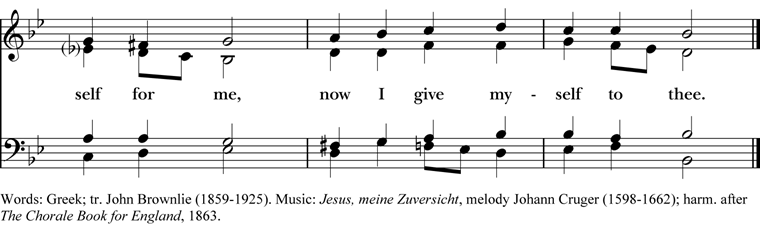 self for me, now I give my - self to thee.
Words: Greek; tr. John Brownlie (1859-1925). Music: Jesus, meine Zuversicht, melody Johann Cruger (1598-1662); harm. after
The Chorale Book for England, 1863.